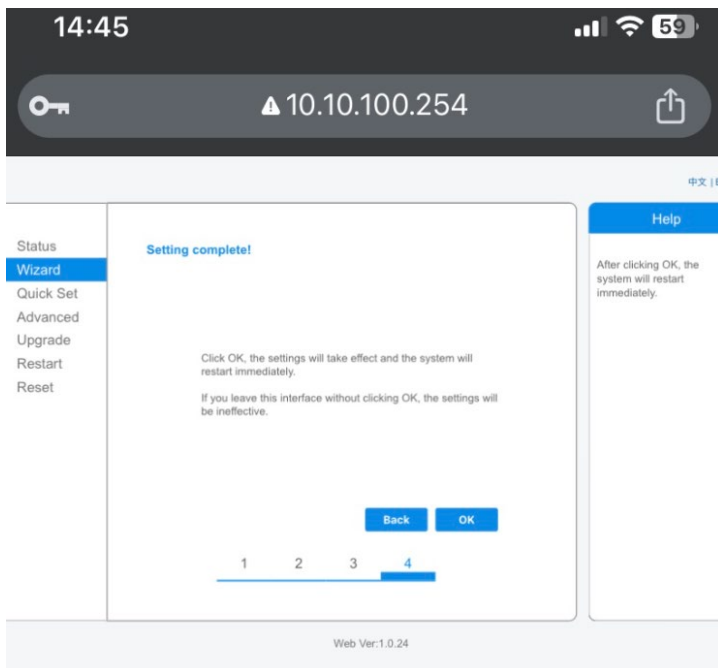 14:45
59
10.10.100.254
中文 |
Help
Status
Wizard
Quick Set
Advanced
Upgrade
Restart
Reset
Setting complete!
After clicking OK, the
system will restart
immediately.
Click OK, the settings will take effect and the system will
restart immediately.
If you leave this interface without clicking OK, the settings will
be ineffective.
Back
OK
1 2 3 4
Web Ver:1.0.24